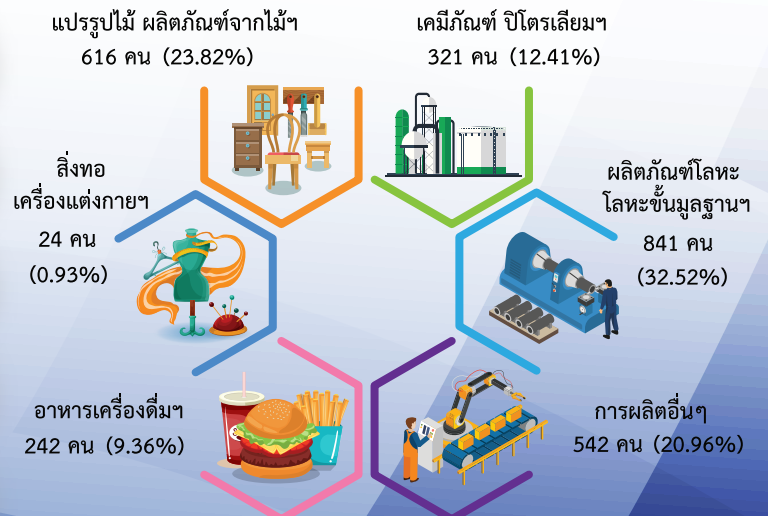 แปรรูปไม้ ผลิตภัณฑ์จากไม้ฯ
616 คน (23.82%)
เคมีภัณฑ์ ปิโตรเลียมฯ
321 คน (12.41%)
สิ่งทอ
เครื่องแต่งกายฯ
24 คน
(0.93%)
ผลิตภัณฑ์โลหะ
โลหะขั้นมูลฐานฯ
841 คน
(32.52%)
อาหารเครื่องดื่มฯ
242 คน (9.36%)
การผลิตอื่นๆ
542 คน (20.96%)